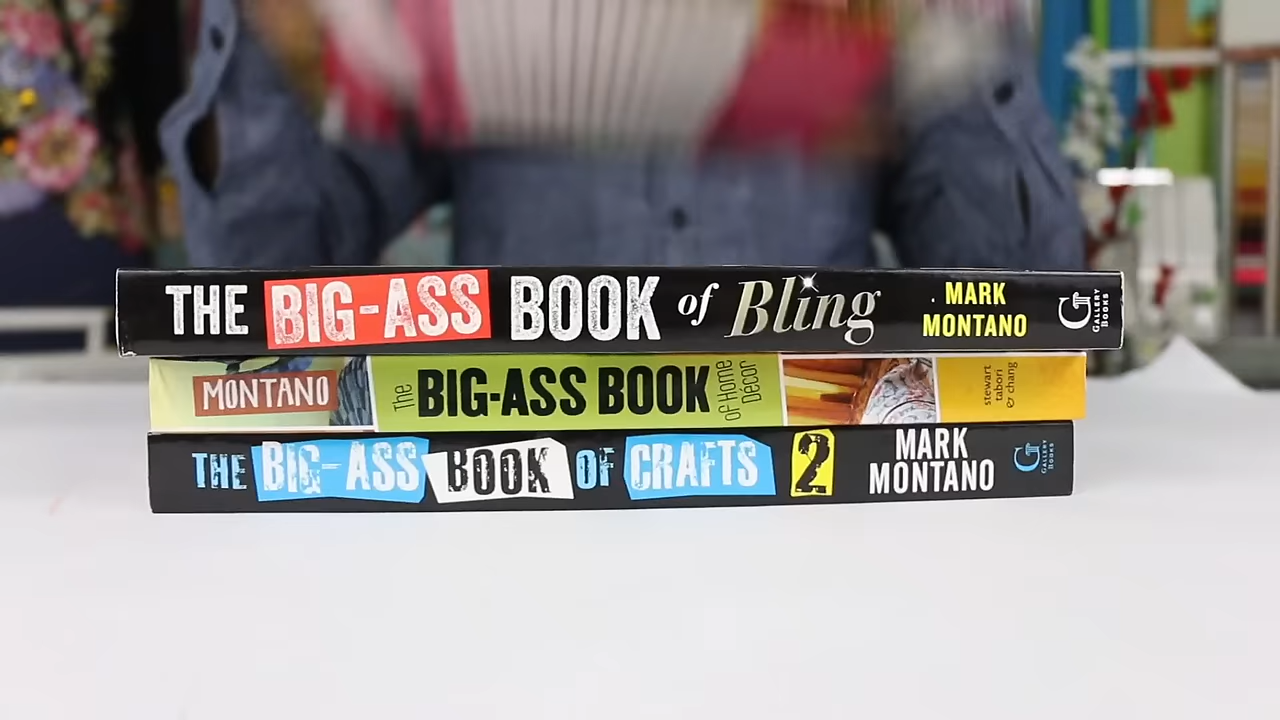 THE BIG-ASS BOOK of Bling MARK MONTANO GALLERY BOOKS
MONTANO The BIG-ASS BOOK of Home Décor stewart tabori & chang
THE BIG-ASS BOOK OF CRAFTS 2 MARK MONTANO GALLERY BOOKS